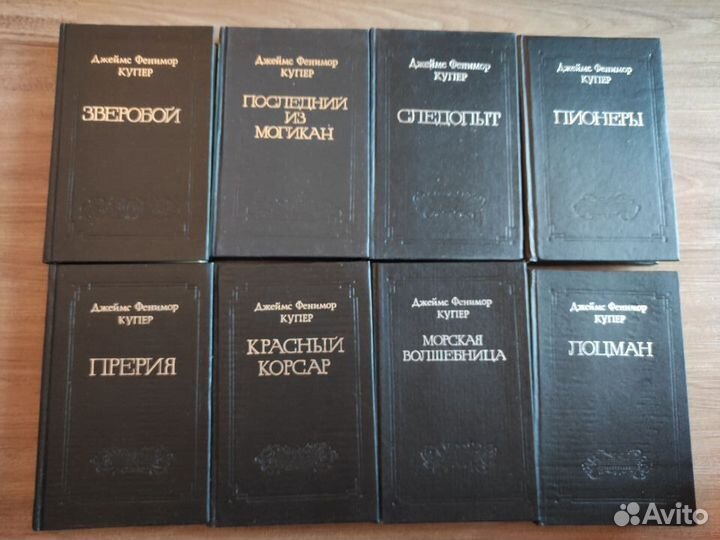 Джеймс Фенимор
КУПЕР
ЗВЕРОБОЙ
Джеймс Фенимор
КУПЕР
ПОСЛЕДНИЙ
ИЗ
МОГИКАН
Джеймс Фенимор
КУПЕР
СЛЕДОПЫТ
Джеймс Фенимор
КУПЕР
ПИОНЕРЫ
Джеймс Фенимор
КУПЕР
ПРЕРИЯ
Джеймс Фенимор
КУПЕР
КРАСНЫЙ
КОРСАР
Джеймс Фенимор
КУПЕР
МОРСКАЯ
ВОЛШЕБНИЦА
Джеймс Фенимор
КУПЕР
ЛОЦМАН
Avito